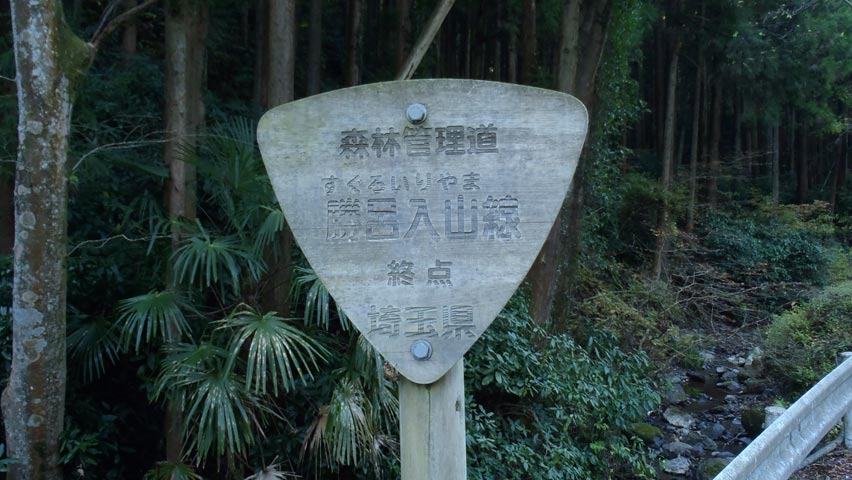 森林管理道
すぐろいりやま
勝呂入山線
終点
埼玉県